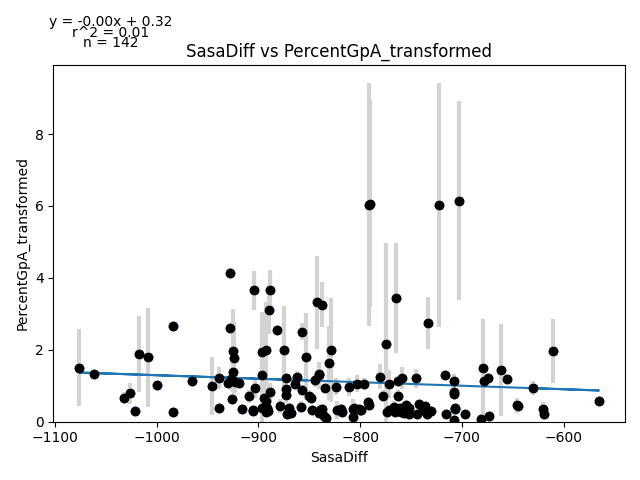 y = -0.00x + 0.32
r^2 = 0.01
n = 142
SasaDiff vs PercentGpA_transformed
PercentGpA_transformed
8
6
4
2
0
−1100 −1000 −900 −800 −700 −600
SasaDiff